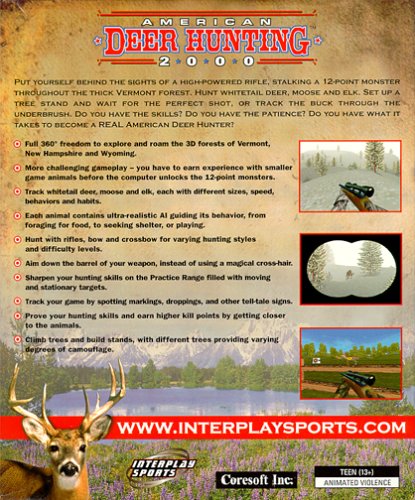 AMERICAN
DEER HUNTING
2000
PUT YOURSELF BEHIND THE SIGHTS OF A HIGH-POWERED RIFLE, STALKING A 12-POINT MONSTER
THROUGHOUT THE THICK VERMONT FOREST. HUNT WHITETAIL DEER, MOOSE AND ELK. SET UP A
TREE STAND AND WAIT FOR THE PERFECT SHOT, OR TRACK THE BUCK THROUGH THE
UNDERBRUSH. DO YOU HAVE THE SKILLS? DO YOU HAVE THE PATIENCE? DO YOU HAVE WHAT IT
TAKES TO BECOME A REAL AMERICAN DEER HUNTER?
Full 360° freedom to explore and roam the 3D forests of Vermont,
New Hampshire and Wyoming.
More challenging gameplay – you have to earn experience with smaller
game animals before the computer unlocks the 12-point monsters.
Track whitetail deer, moose and elk, each with different sizes, speed,
behaviors and habits.
Each animal contains ultra-realistic AI guiding its behavior, from
foraging for food, to seeking shelter, or playing.
Hunt with rifles, bow and crossbow for varying hunting styles
and difficulty levels.
Aim down the barrel of your weapon, instead of using a magical cross-hair.
Sharpen your hunting skills on the Practice Range filled with moving
and stationary targets.
Track your game by spotting markings, droppings, and other tell-tale signs.
Prove your hunting skills and earn higher kill points by getting closer
to the animals.
Climb trees and build stands, with different trees providing varying
degrees of camouflage.
WWW.INTERPLAYSPORTS.COM
INTERPLAY
SPORTS
Coresoft Inc.
TEEN (13+)
ANIMATED VIOLENCE